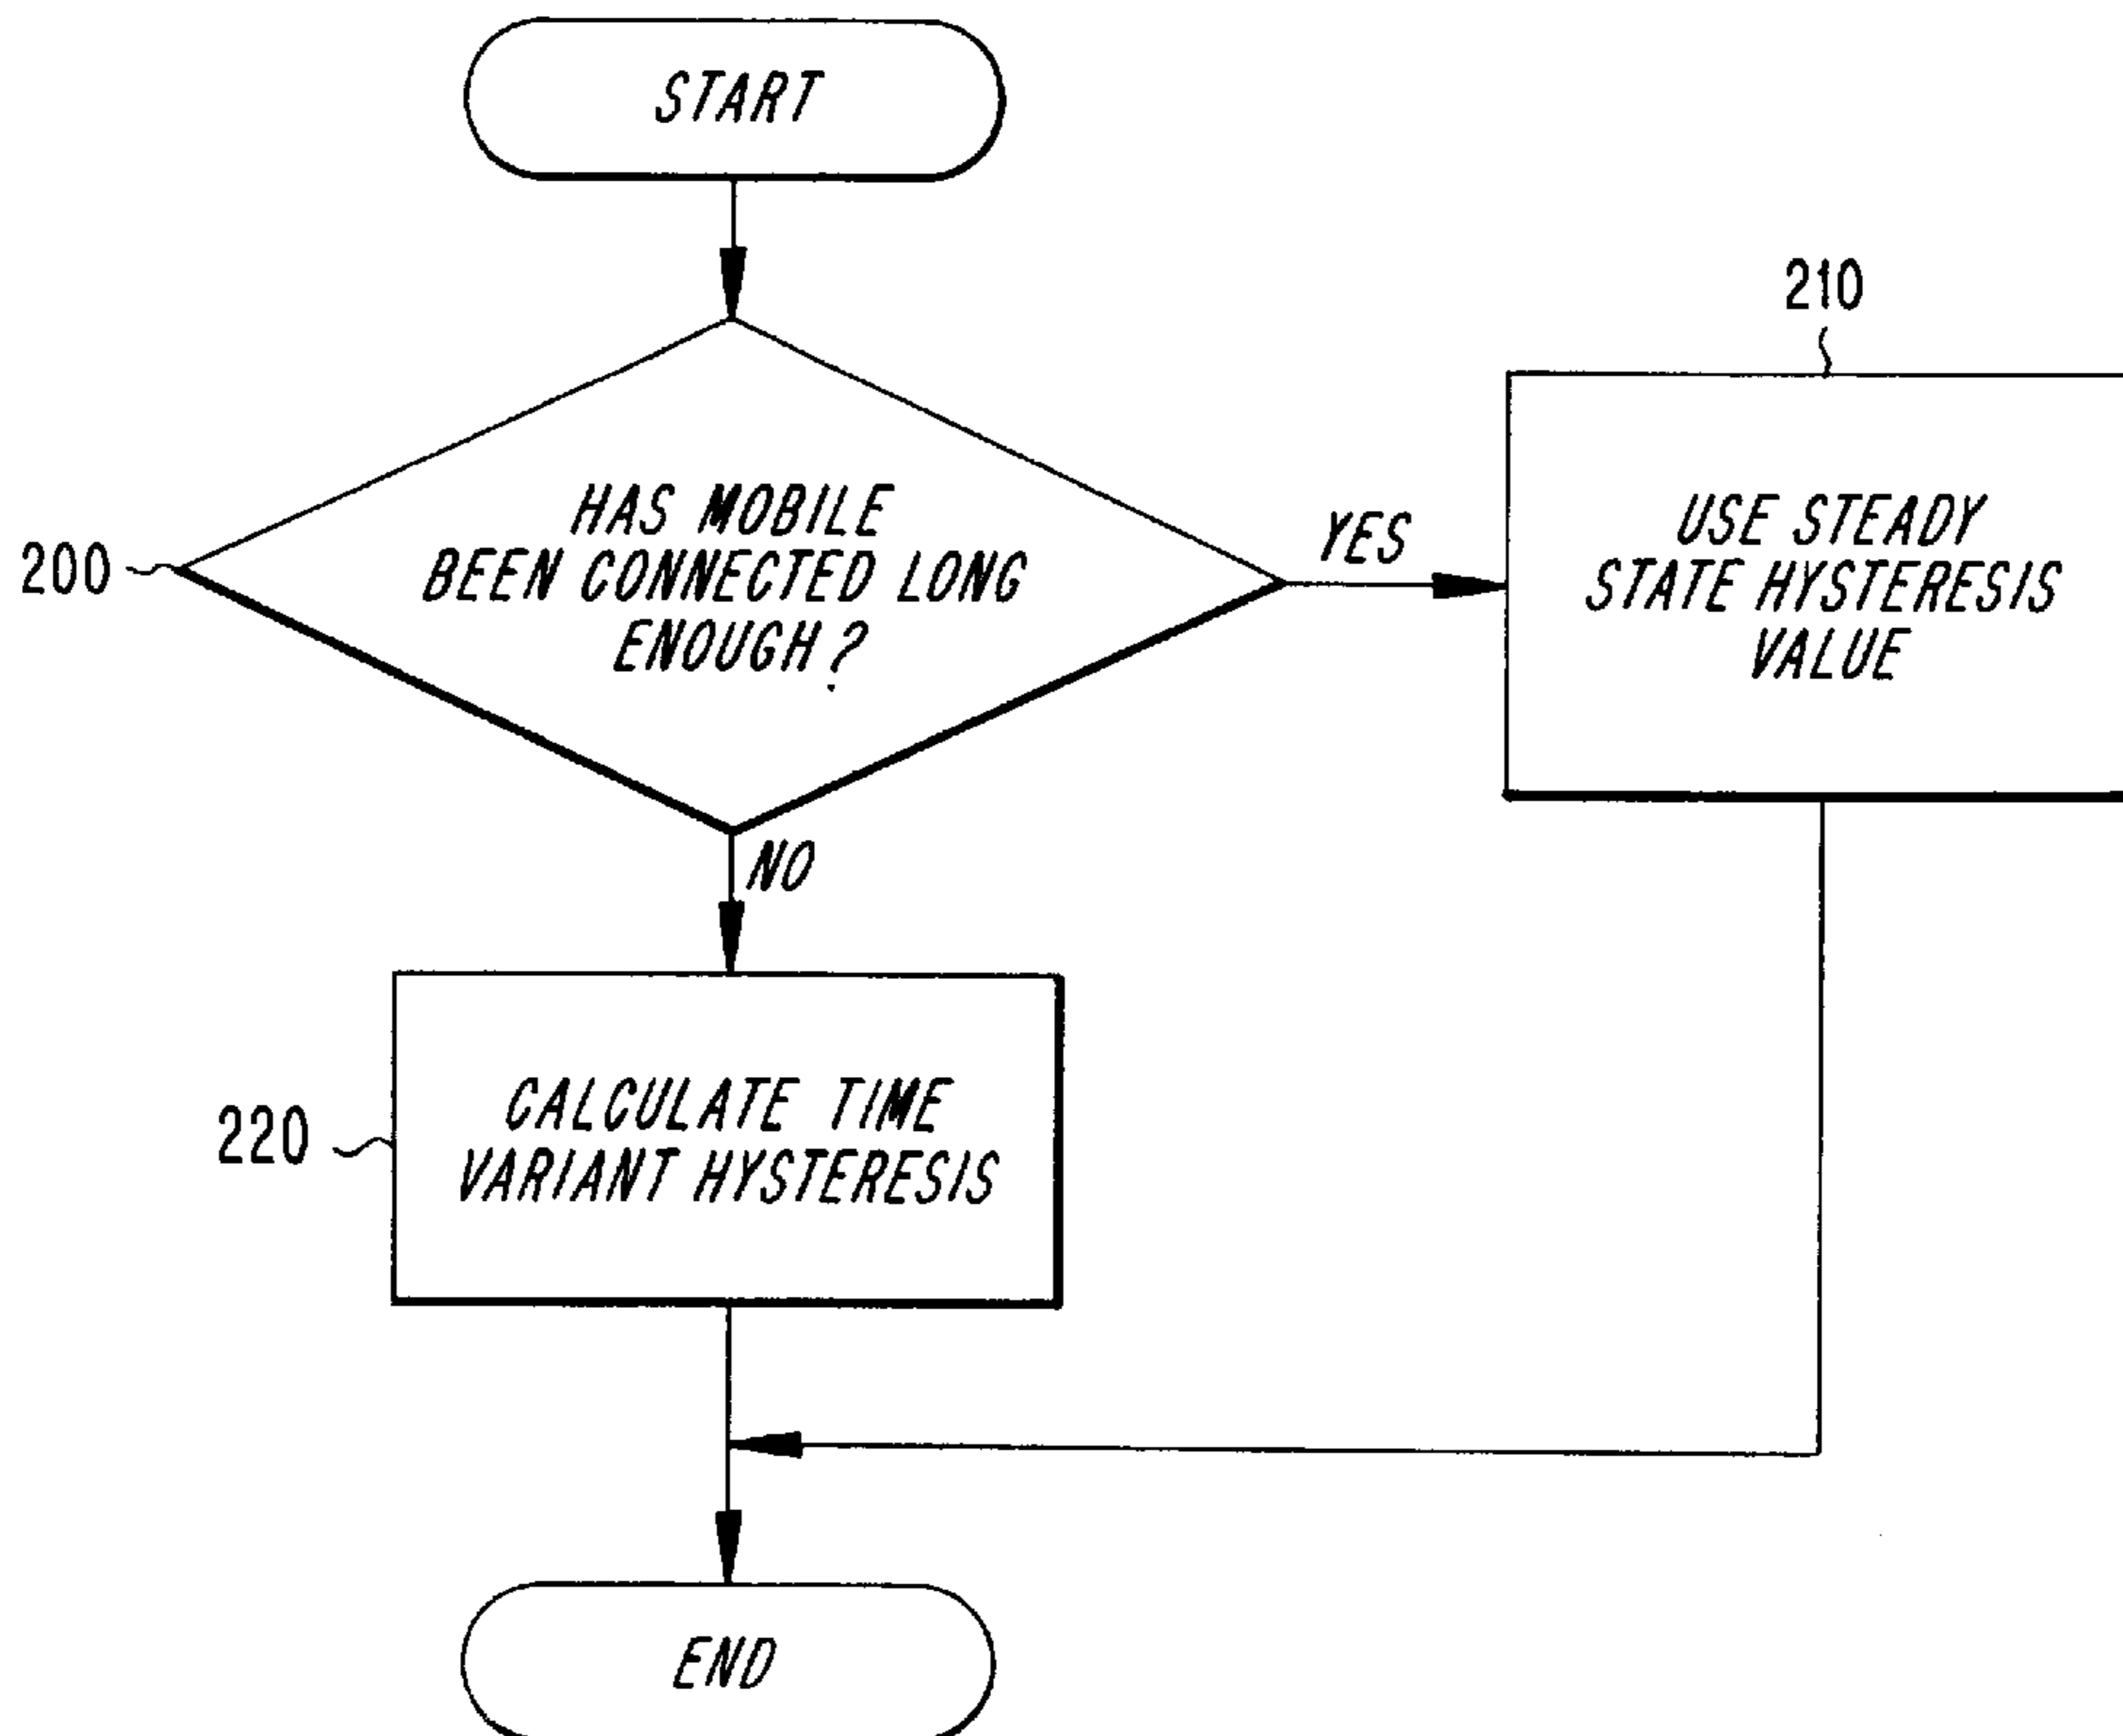 START
210
HAS MOBILE
BEEN CONNECTED LONG
ENOUGH?
200
YES
USE STEADY
STATE HYSTERESIS
VALUE
NO
CALCULATE TIME
VARIANT HYSTERESIS
220
END